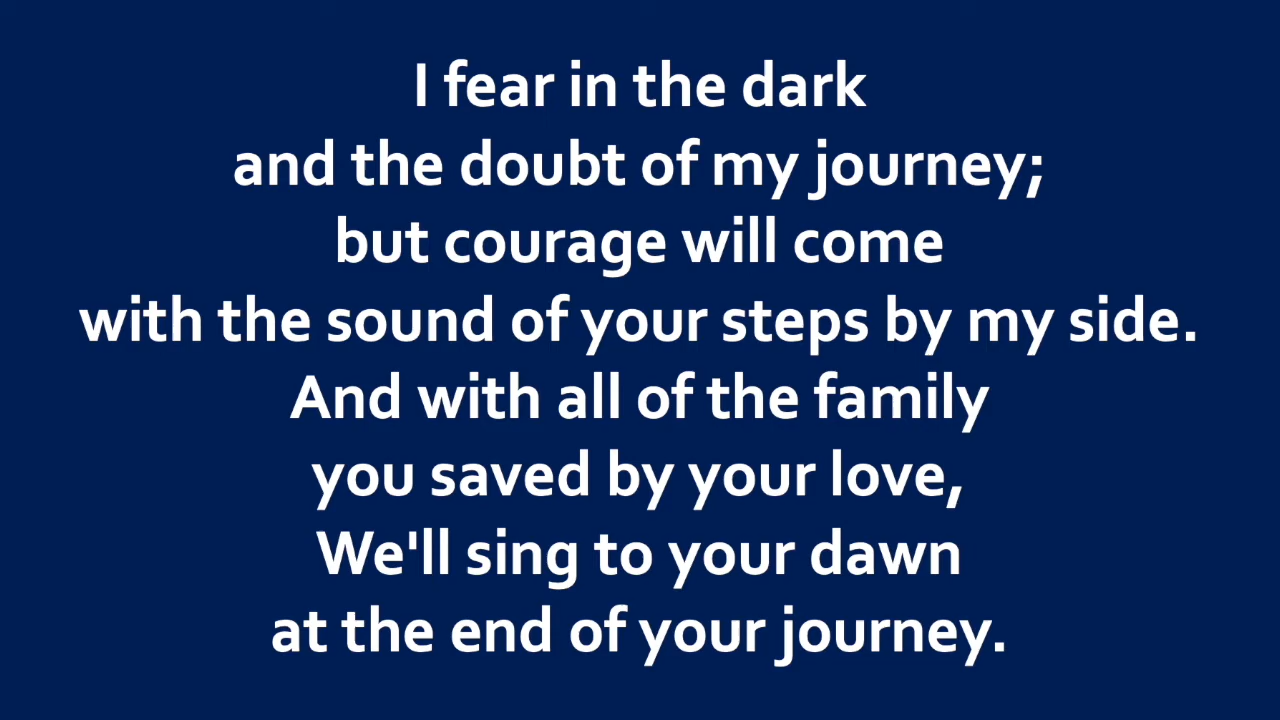 I fear in the dark
and the doubt of my journey;
but courage will come
with the sound of your steps by my side.
And with all of the family
you saved by your love,
We'll sing to your dawn
at the end of your journey.